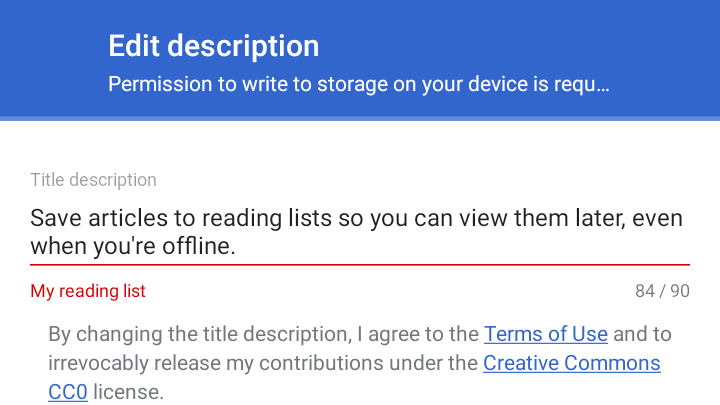 Edit description
Permission to write to storage on your device is requ...
Title description
Save articles to reading lists so you can view them later, even
when you're offline.
My reading list
84 / 90
By changing the title description, I agree to the Terms of Use and to
irrevocably release my contributions under the Creative Commons
CC0 license.